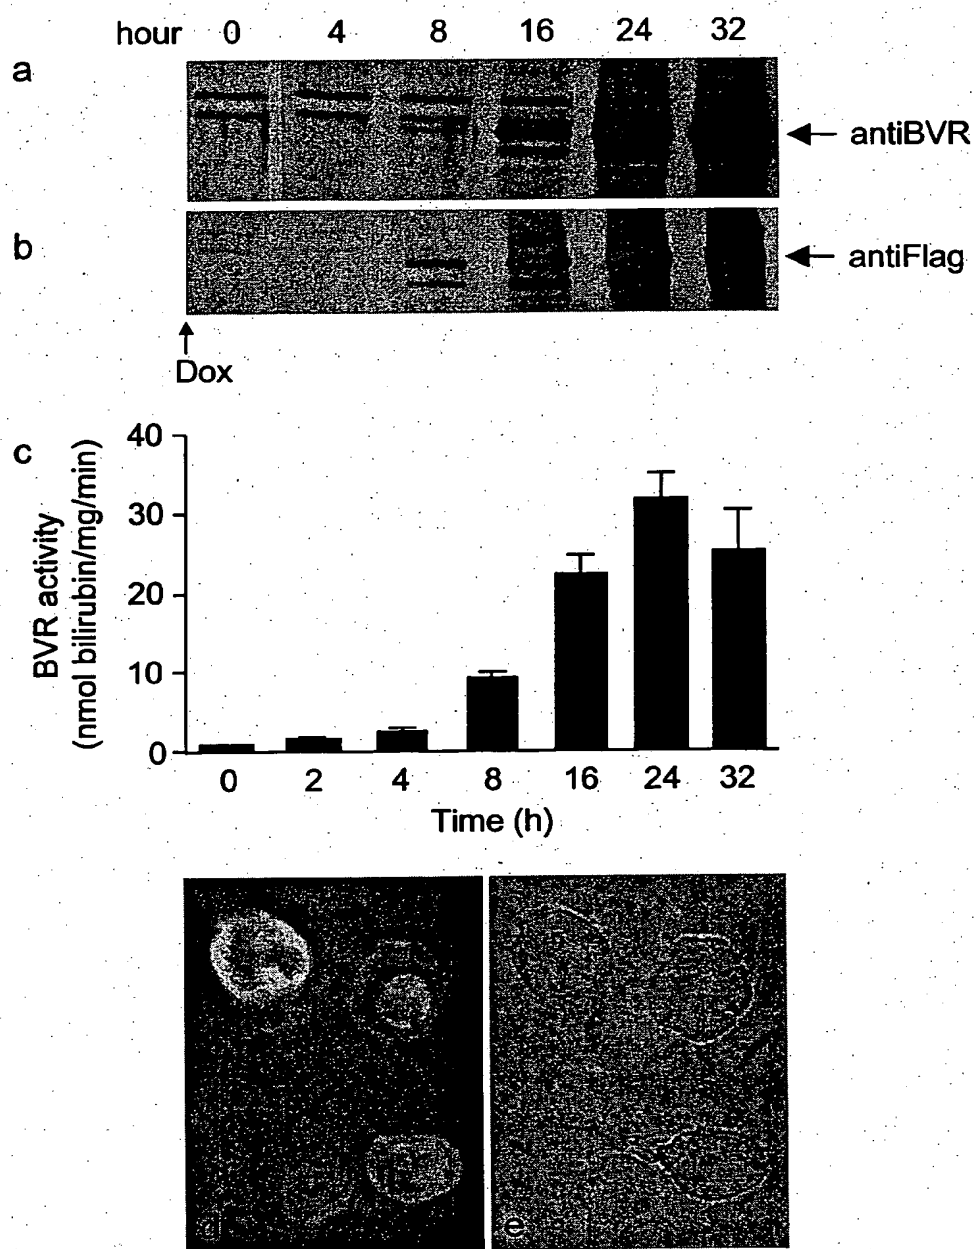 hour 0 4 8 16 24 32
a
antiBVR
b
antiFlag
Dox
c
BVR activity
(nmol bilirubin/mg/min)
40
30
20
10
0
0 2 4 8 16 24 32
Time (h)
d
e